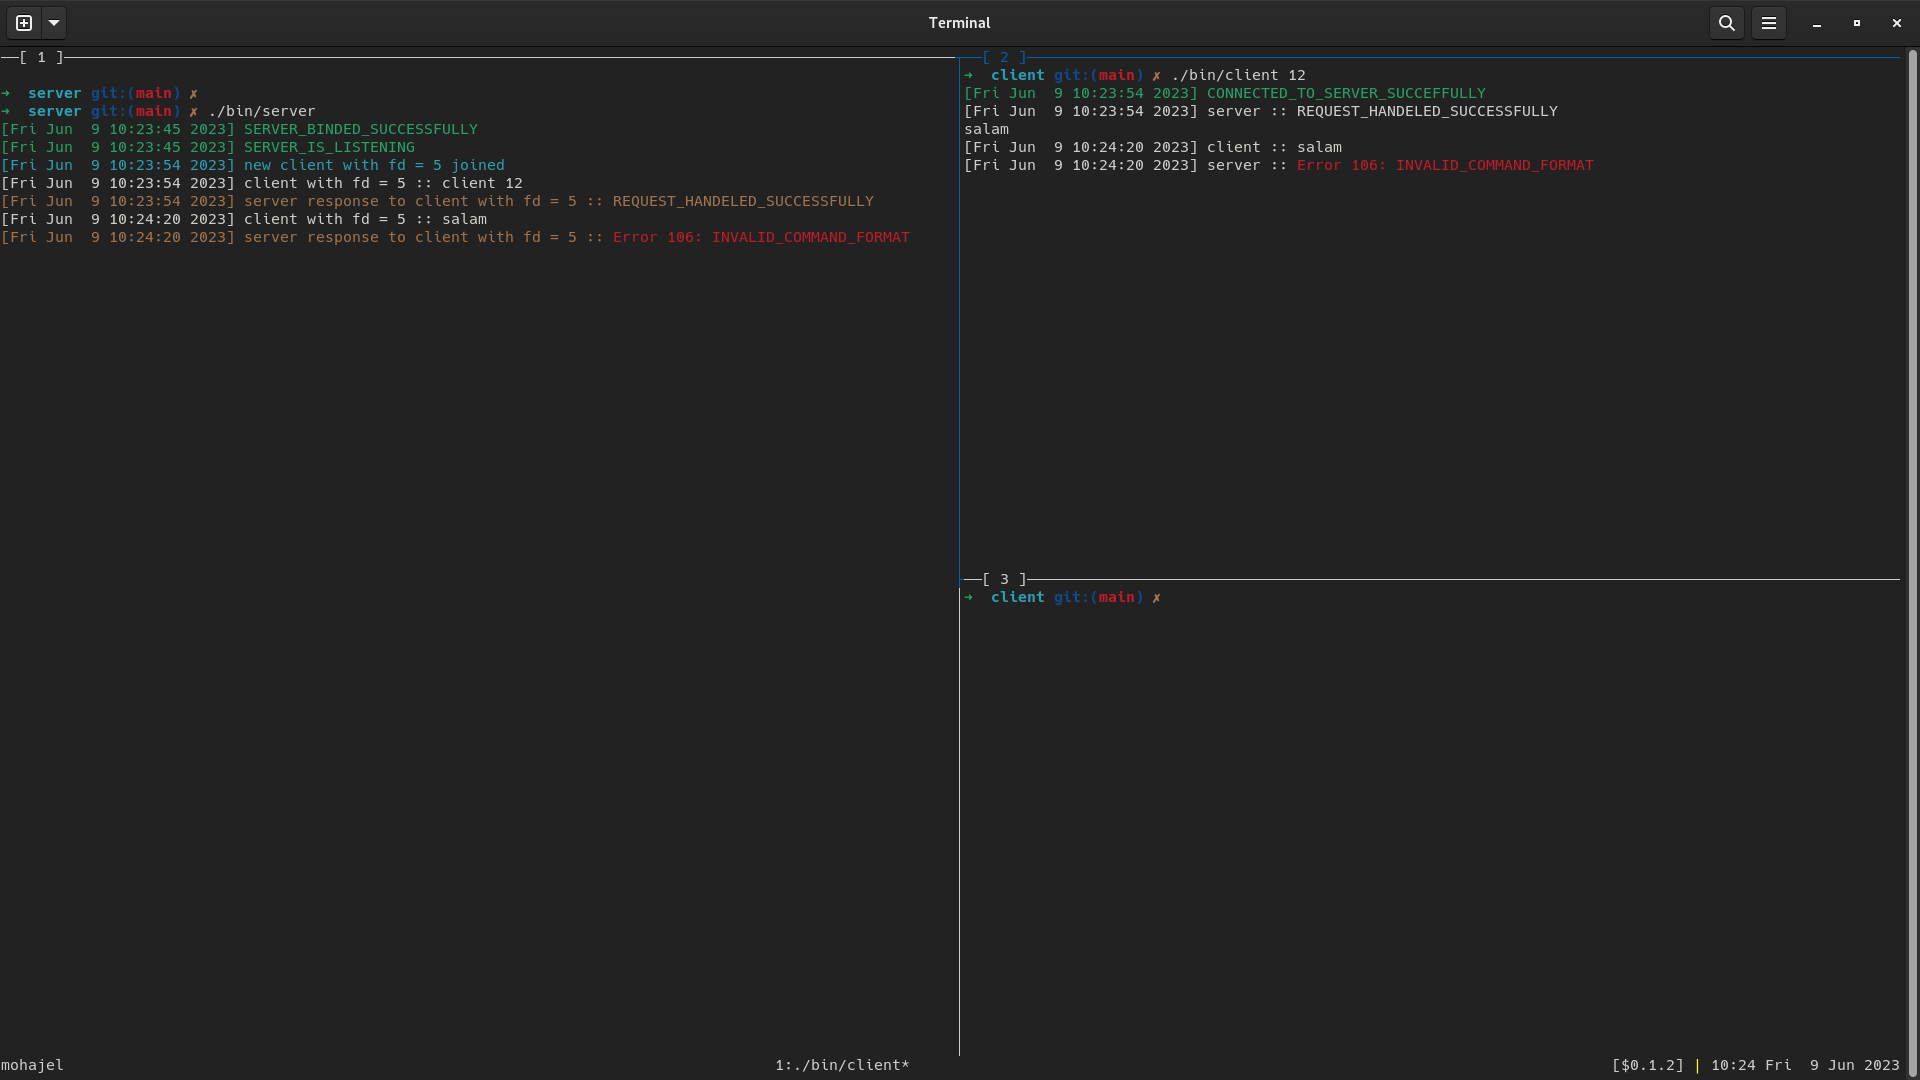 Terminal
[ 1 ]
➜  server git:(main) ✗
➜  server git:(main) ✗ ./bin/server
[Fri Jun  9 10:23:45 2023] SERVER_BINDED_SUCCESSFULLY
[Fri Jun  9 10:23:45 2023] SERVER_IS_LISTENING
[Fri Jun  9 10:23:54 2023] new client with fd = 5 joined
[Fri Jun  9 10:23:54 2023] client with fd = 5 :: client 12
[Fri Jun  9 10:23:54 2023] server response to client with fd = 5 :: REQUEST_HANDELED_SUCCESSFULLY
[Fri Jun  9 10:24:20 2023] client with fd = 5 :: salam
[Fri Jun  9 10:24:20 2023] server response to client with fd = 5 :: Error 106: INVALID_COMMAND_FORMAT
[ 2 ]
➜  client git:(main) ✗ ./bin/client 12
[Fri Jun  9 10:23:54 2023] CONNECTED_TO_SERVER_SUCCEFFULLY
[Fri Jun  9 10:23:54 2023] server :: REQUEST_HANDELED_SUCCESSFULLY
salam
[Fri Jun  9 10:24:20 2023] client :: salam
[Fri Jun  9 10:24:20 2023] server :: Error 106: INVALID_COMMAND_FORMAT
[ 3 ]
➜  client git:(main) ✗
mohajel
1:./bin/client*
[$0.1.2] | 10:24 Fri  9 Jun 2023